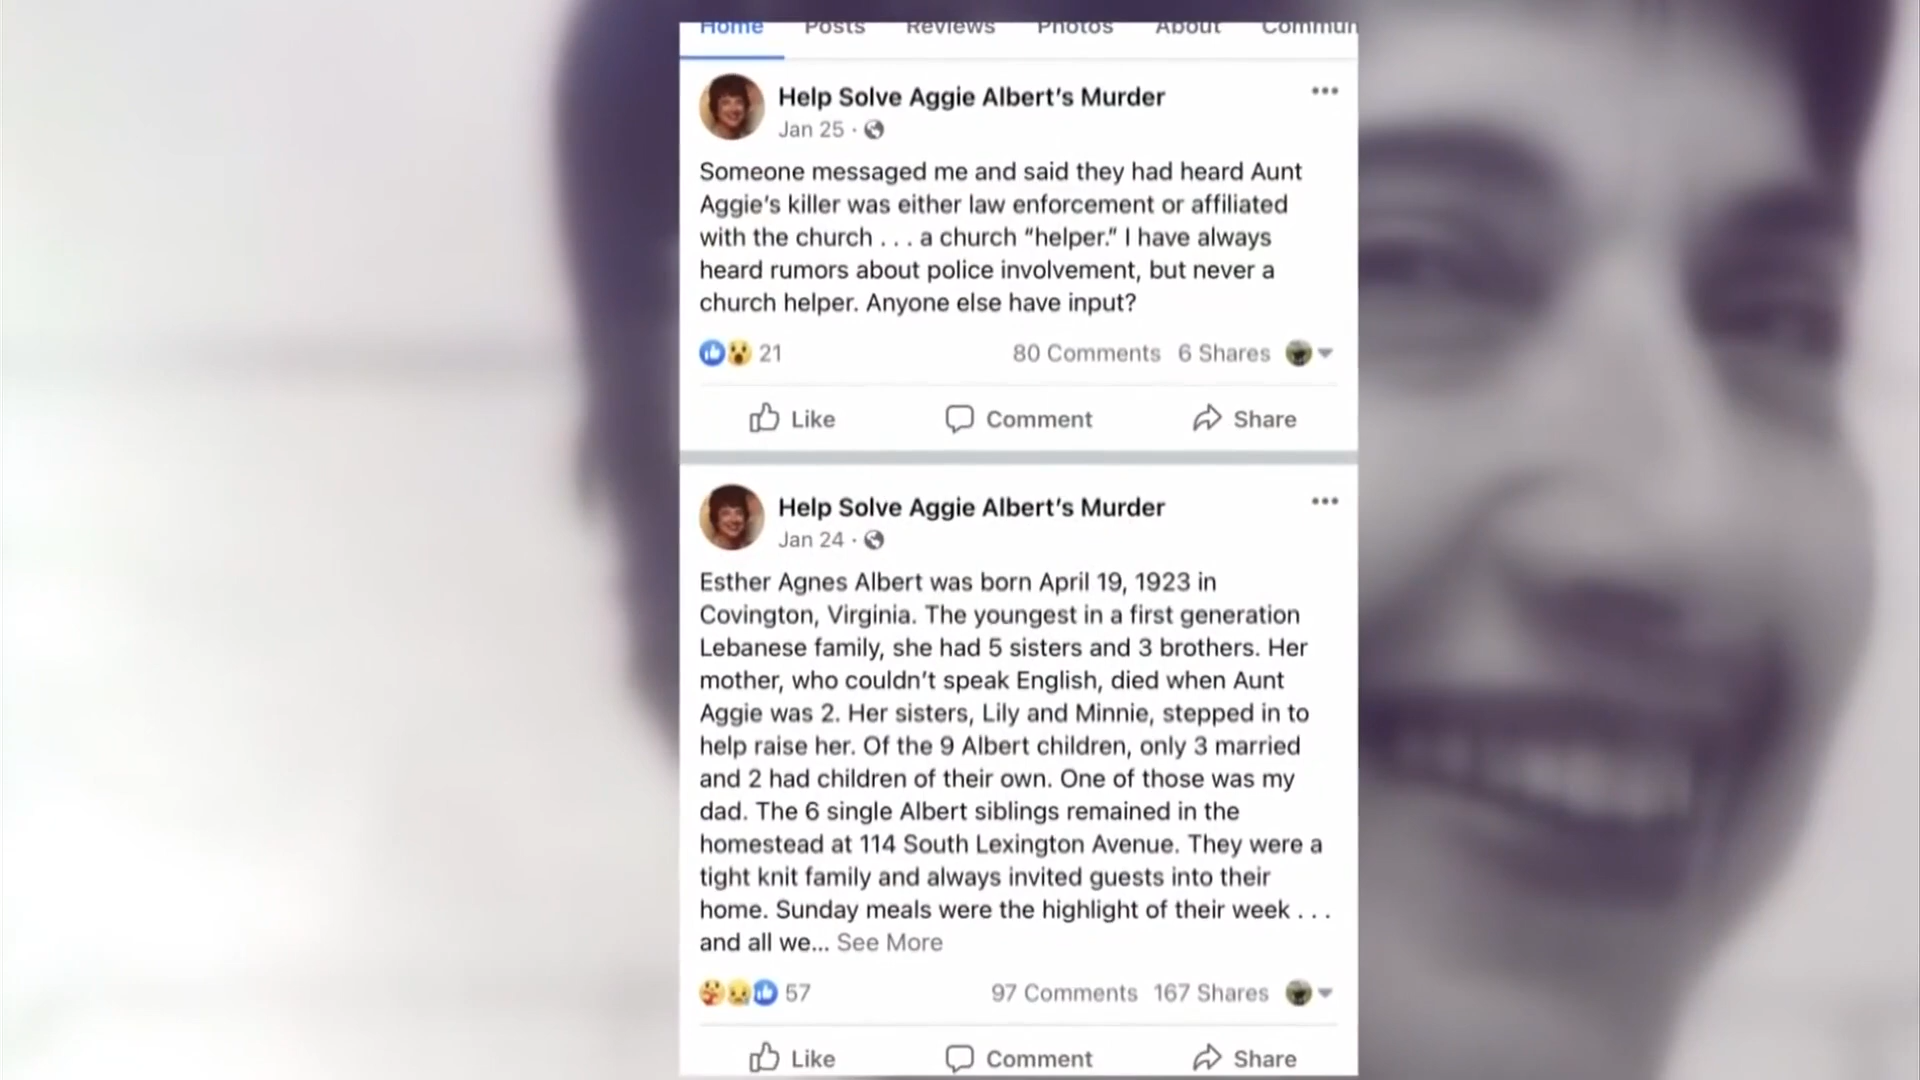 Home Posts Reviews Photos About Commun
Help Solve Aggie Albert's Murder
Jan 25 ·
Someone messaged me and said they had heard Aunt
Aggie's killer was either law enforcement or affiliated
with the church . . . a church "helper." I have always
heard rumors about police involvement, but never a
church helper. Anyone else have input?
21 80 Comments 6 Shares
Like Comment Share
Help Solve Aggie Albert's Murder
Jan 24 ·
Esther Agnes Albert was born April 19, 1923 in
Covington, Virginia. The youngest in a first generation
Lebanese family, she had 5 sisters and 3 brothers. Her
mother, who couldn't speak English, died when Aunt
Aggie was 2. Her sisters, Lily and Minnie, stepped in to
help raise her. Of the 9 Albert children, only 3 married
and 2 had children of their own. One of those was my
dad. The 6 single Albert siblings remained in the
homestead at 114 South Lexington Avenue. They were a
tight knit family and always invited guests into their
home. Sunday meals were the highlight of their week . . .
and all we... See More
57 97 Comments 167 Shares
Like Comment Share